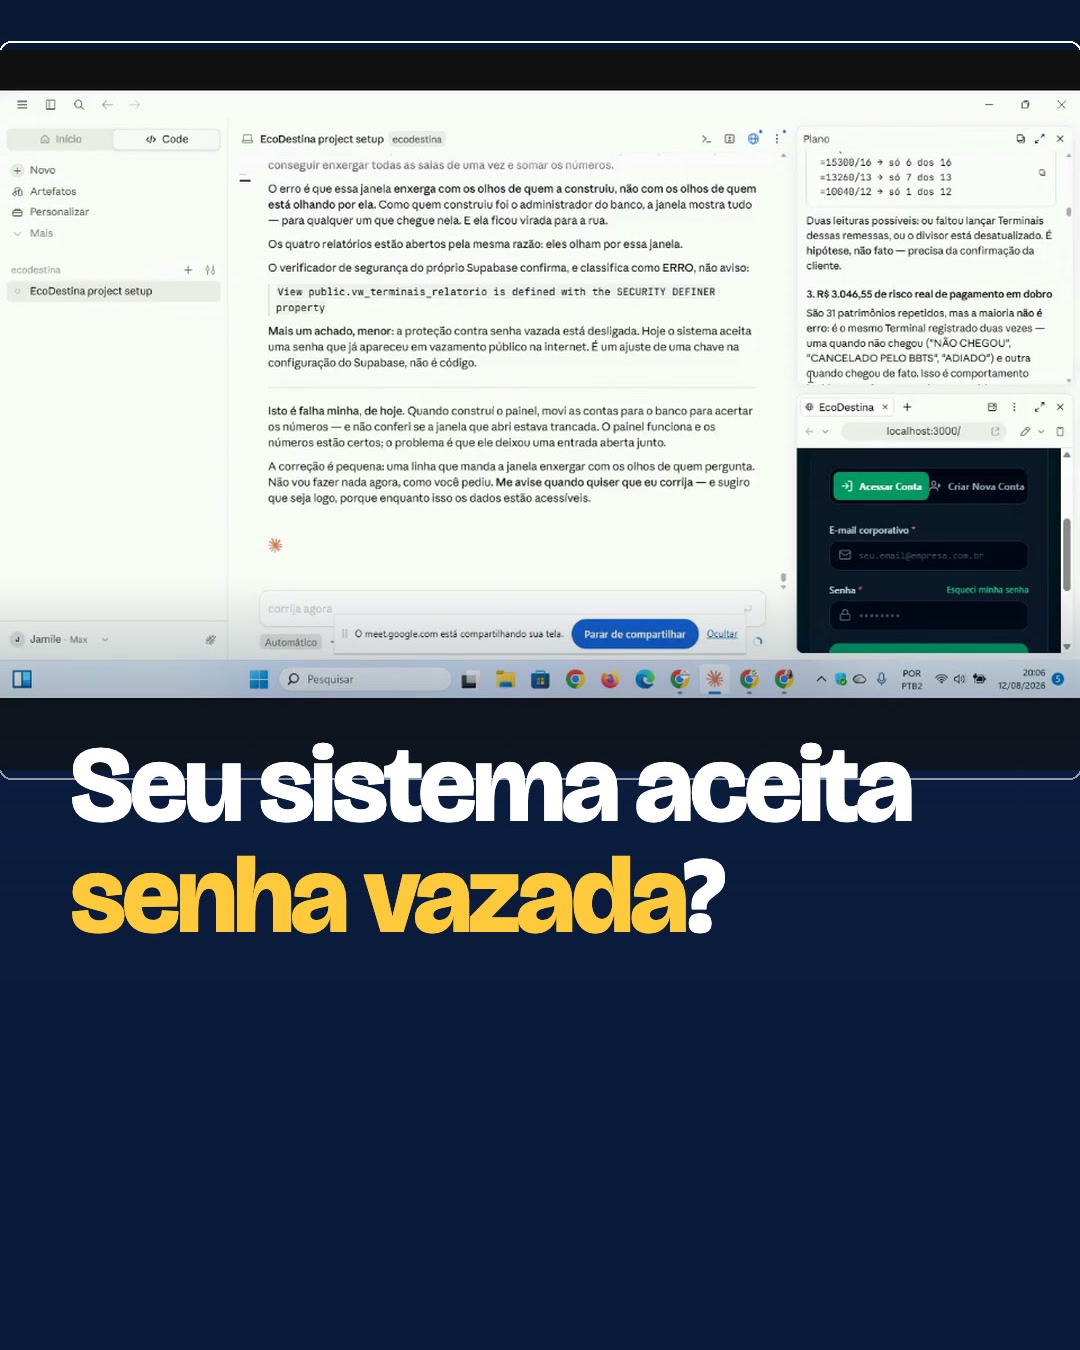 Início
Code
Novo
Artefatos
Personalizar
Mais
ecodestina
EcoDestina project setup
Jamile · Max
EcoDestina project setup ecodestina
conseguir enxergar todas as salas de uma vez e somar os números.
O erro é que essa janela enxerga com os olhos de quem a construiu, não com os olhos de quem
está olhando por ela. Como quem construiu foi o administrador do banco, a janela mostra tudo
— para qualquer um que chegue nela. E ela ficou virada para a rua.
Os quatro relatórios estão abertos pela mesma razão: eles olham por essa janela.
O verificador de segurança do próprio Supabase confirma, e classifica como ERRO, não aviso:
View public.vw_terminais_relatorio is defined with the SECURITY DEFINER
property
Mais um achado, menor: a proteção contra senha vazada está desligada. Hoje o sistema aceita
uma senha que já apareceu em vazamento público na internet. É um ajuste de uma chave na
configuração do Supabase, não é código.
Isto é falha minha, de hoje. Quando construí o painel, movi as contas para o banco para acertar
os números — e não conferi se a janela que abri estava trancada. O painel funciona e os
números estão certos; o problema é que ele deixou uma entrada aberta junto.
A correção é pequena: uma linha que manda a janela enxergar com os olhos de quem pergunta.
Não vou fazer nada agora, como você pediu. Me avise quando quiser que eu corrija — e sugiro
que seja logo, porque enquanto isso os dados estão acessíveis.
corrija agora
Automático
O meet.google.com está compartilhando sua tela.
Parar de compartilhar
Ocultar
Plano
=15300/16 → só 6 dos 16
=13260/13 → só 7 dos 13
=10040/12 → só 1 dos 12
Duas leituras possíveis: ou faltou lançar Terminais
dessas remessas, ou o divisor está desatualizado. É
hipótese, não fato — precisa da confirmação da
cliente.
3. R$ 3.046,55 de risco real de pagamento em dobro
São 31 patrimônios repetidos, mas a maioria não é
erro: é o mesmo Terminal registrado duas vezes —
uma quando não chegou ("NÃO CHEGOU",
"CANCELADO PELO BBTS", "ADIADO") e outra
quando chegou de fato. Isso é comportamento
EcoDestina
localhost:3000/
Acessar Conta
Criar Nova Conta
E-mail corporativo *
seu.email@empresa.com.br
Senha *
Esqueci minha senha
Pesquisar
POR
PTB2
20:06
12/08/2026
5
Seu sistema aceita
senha vazada?